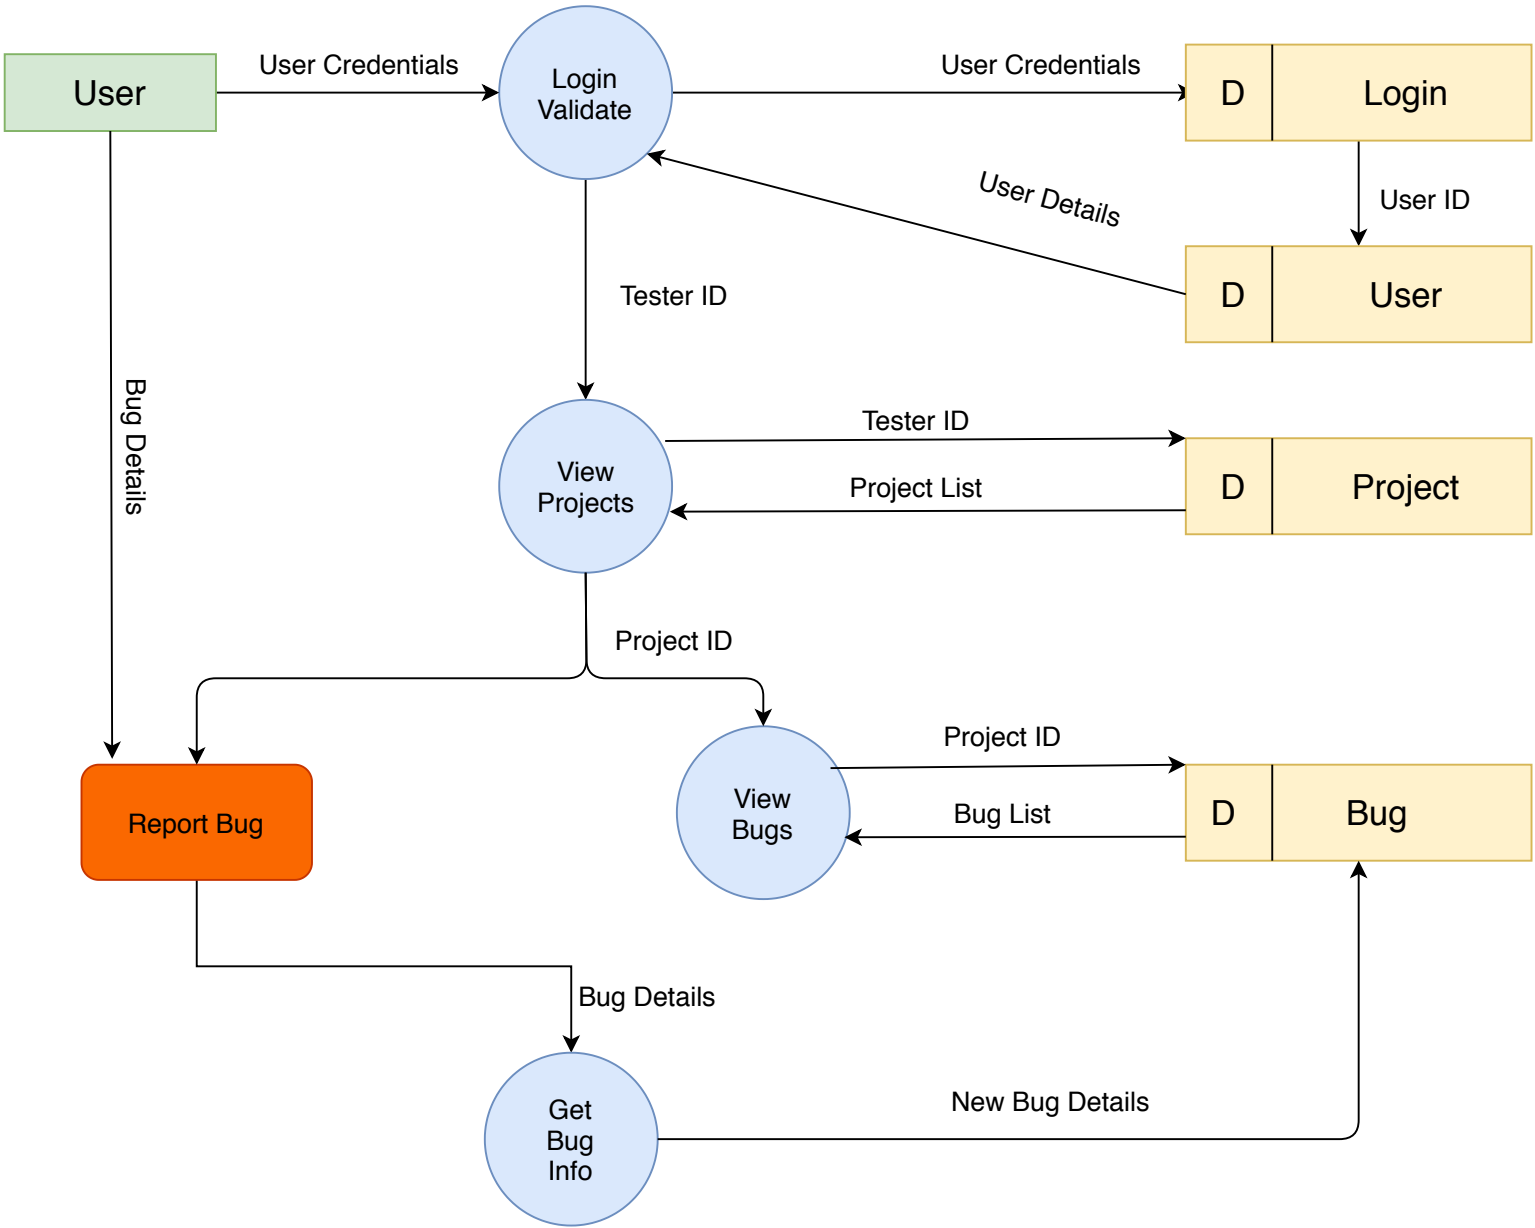 User
User Credentials
Login
Validate
User Credentials
D
Login
User Details
User ID
D
User
Tester ID
Bug Details
View
Projects
Tester ID
Project List
D
Project
Project ID
Report Bug
View
Bugs
Project ID
Bug List
D
Bug
Bug Details
Get
Bug
Info
New Bug Details